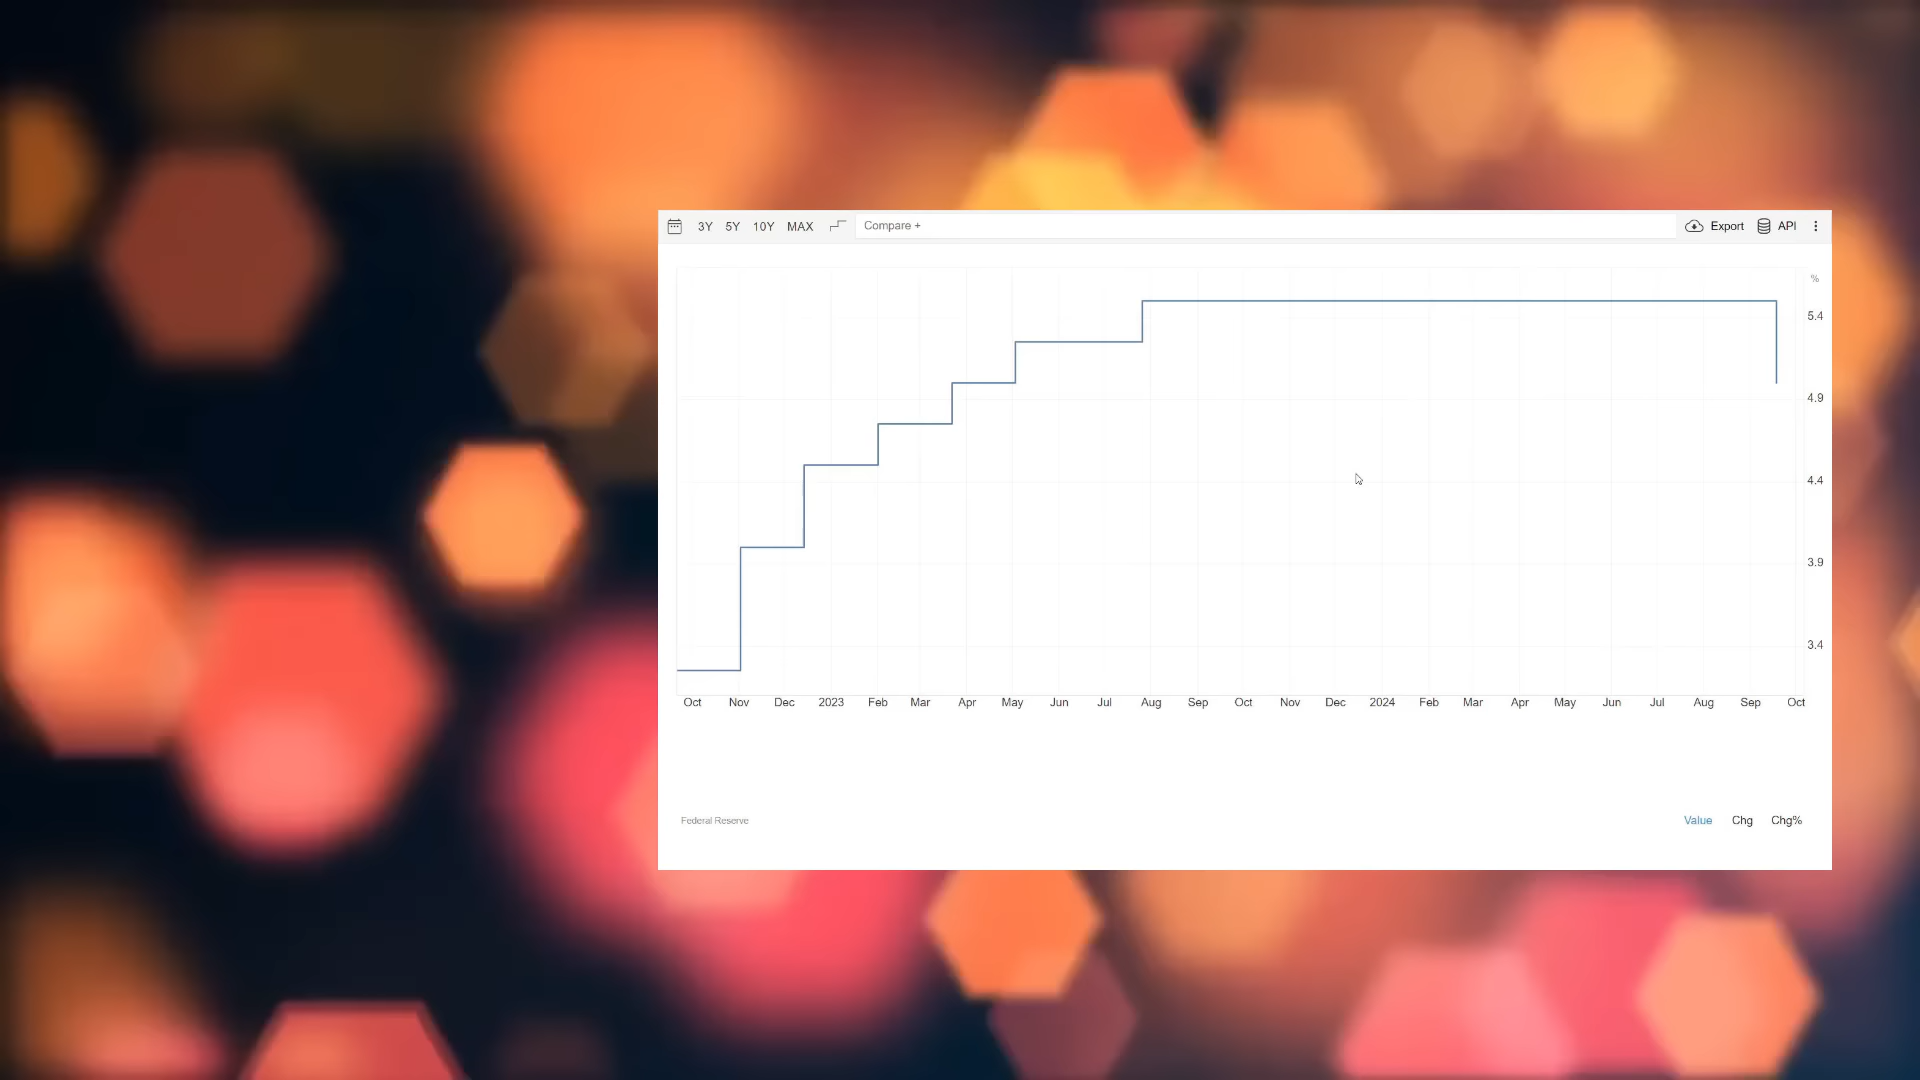 3Y 5Y 10Y MAX Compare + Export API
%
5.4
4.9
4.4
3.9
3.4
Oct Nov Dec 2023 Feb Mar Apr May Jun Jul Aug Sep Oct Nov Dec 2024 Feb Mar Apr May Jun Jul Aug Sep Oct
Federal Reserve Value Chg Chg%